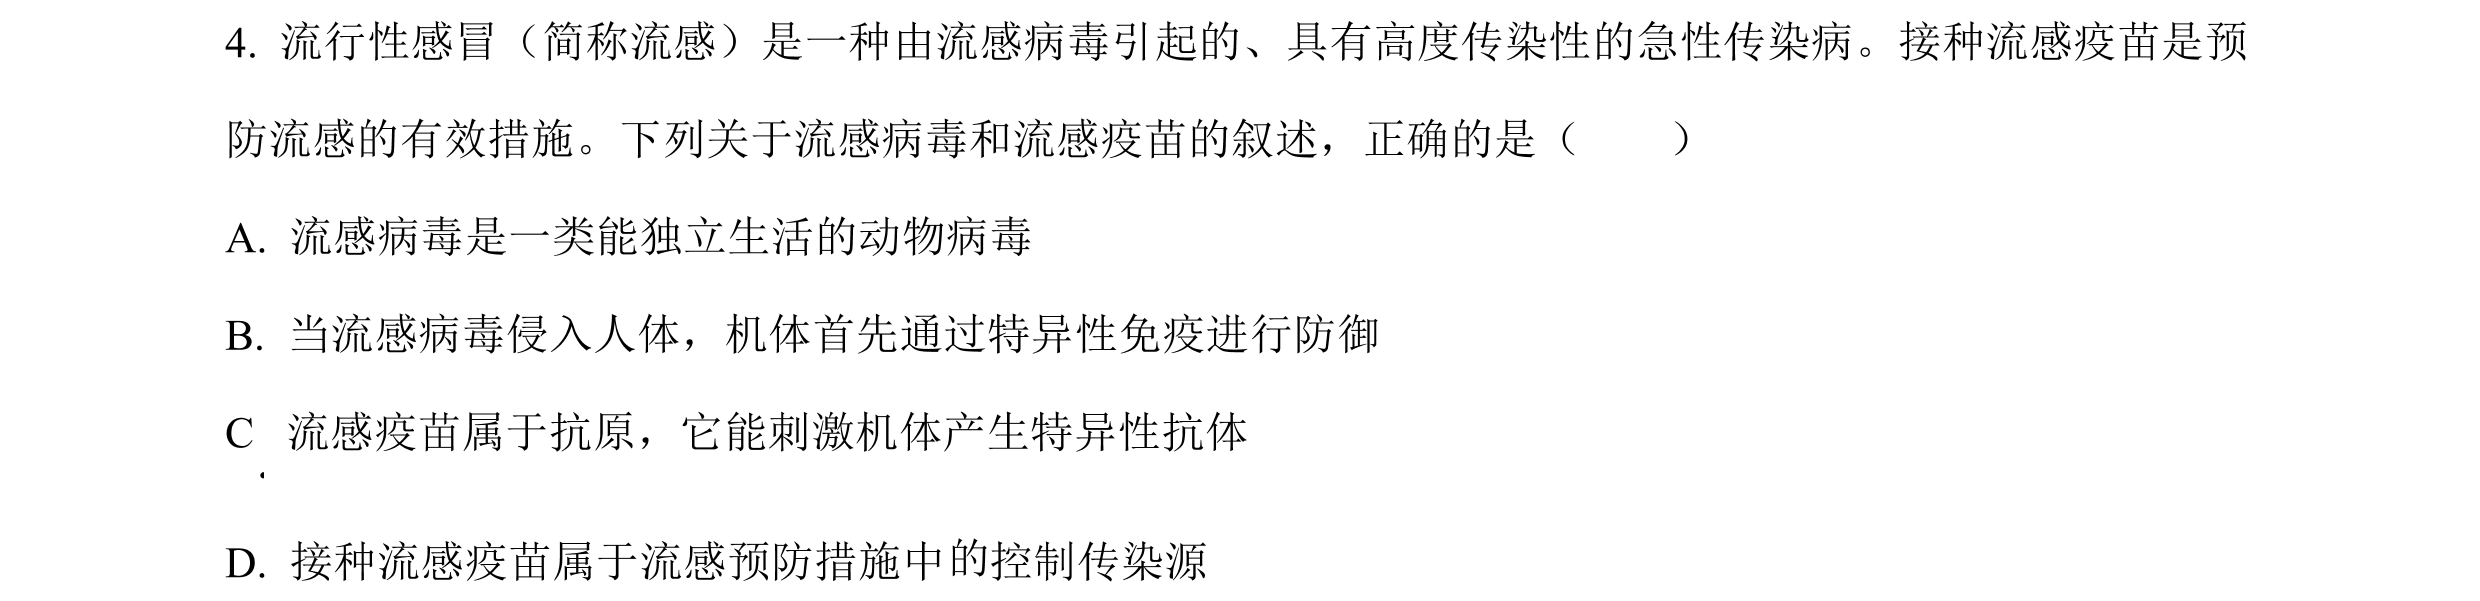 4. 流行性感冒（简称流感）是一种由流感病毒引起的、具有高度传染性的急性传染病。接种流感疫苗是预
防流感的有效措施。下列关于流感病毒和流感疫苗的叙述，正确的是（　　）
A. 流感病毒是一类能独立生活的动物病毒
B. 当流感病毒侵入人体，机体首先通过特异性免疫进行防御
C. 流感疫苗属于抗原，它能刺激机体产生特异性抗体
D. 接种流感疫苗属于流感预防措施中的控制传染源